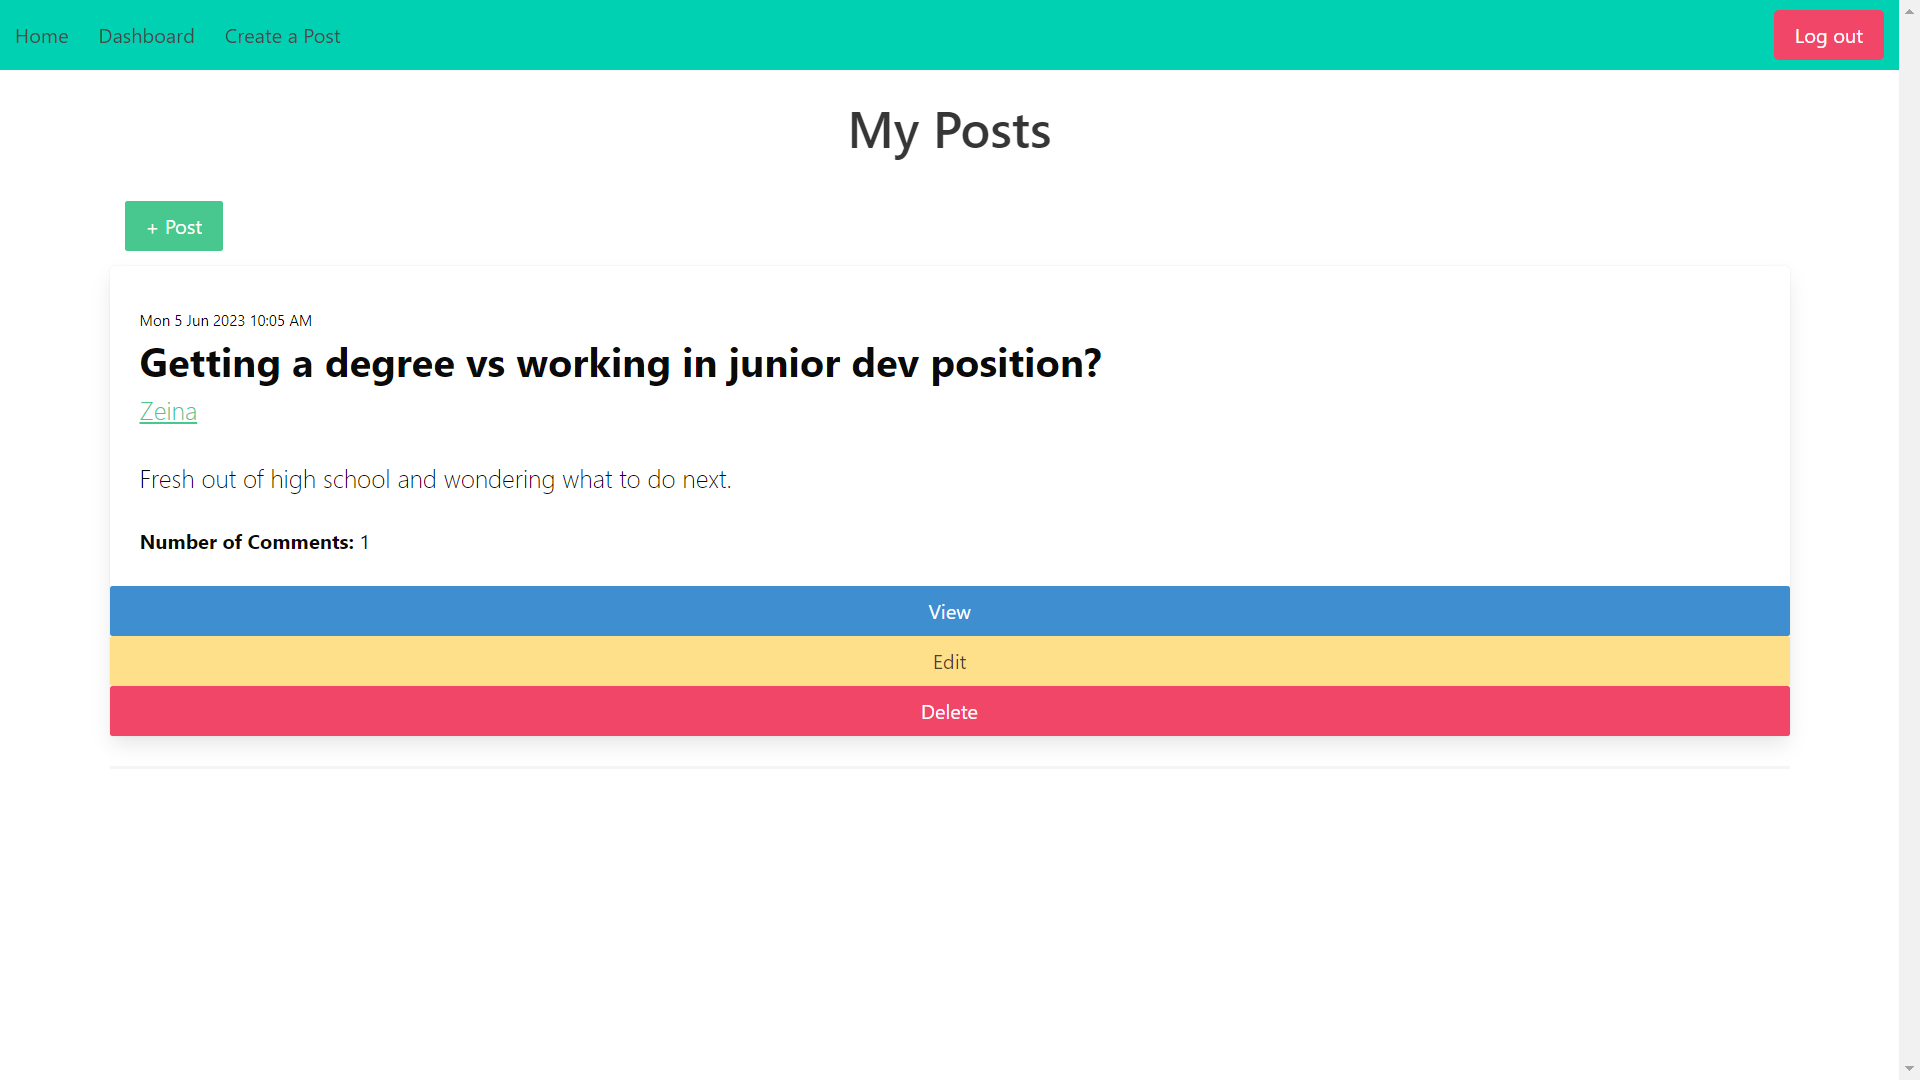 Home Dashboard Create a Post Log out
My Posts
+ Post
Mon 5 Jun 2023 10:05 AM
Getting a degree vs working in junior dev position?
Zeina
Fresh out of high school and wondering what to do next.
Number of Comments: 1
View
Edit
Delete